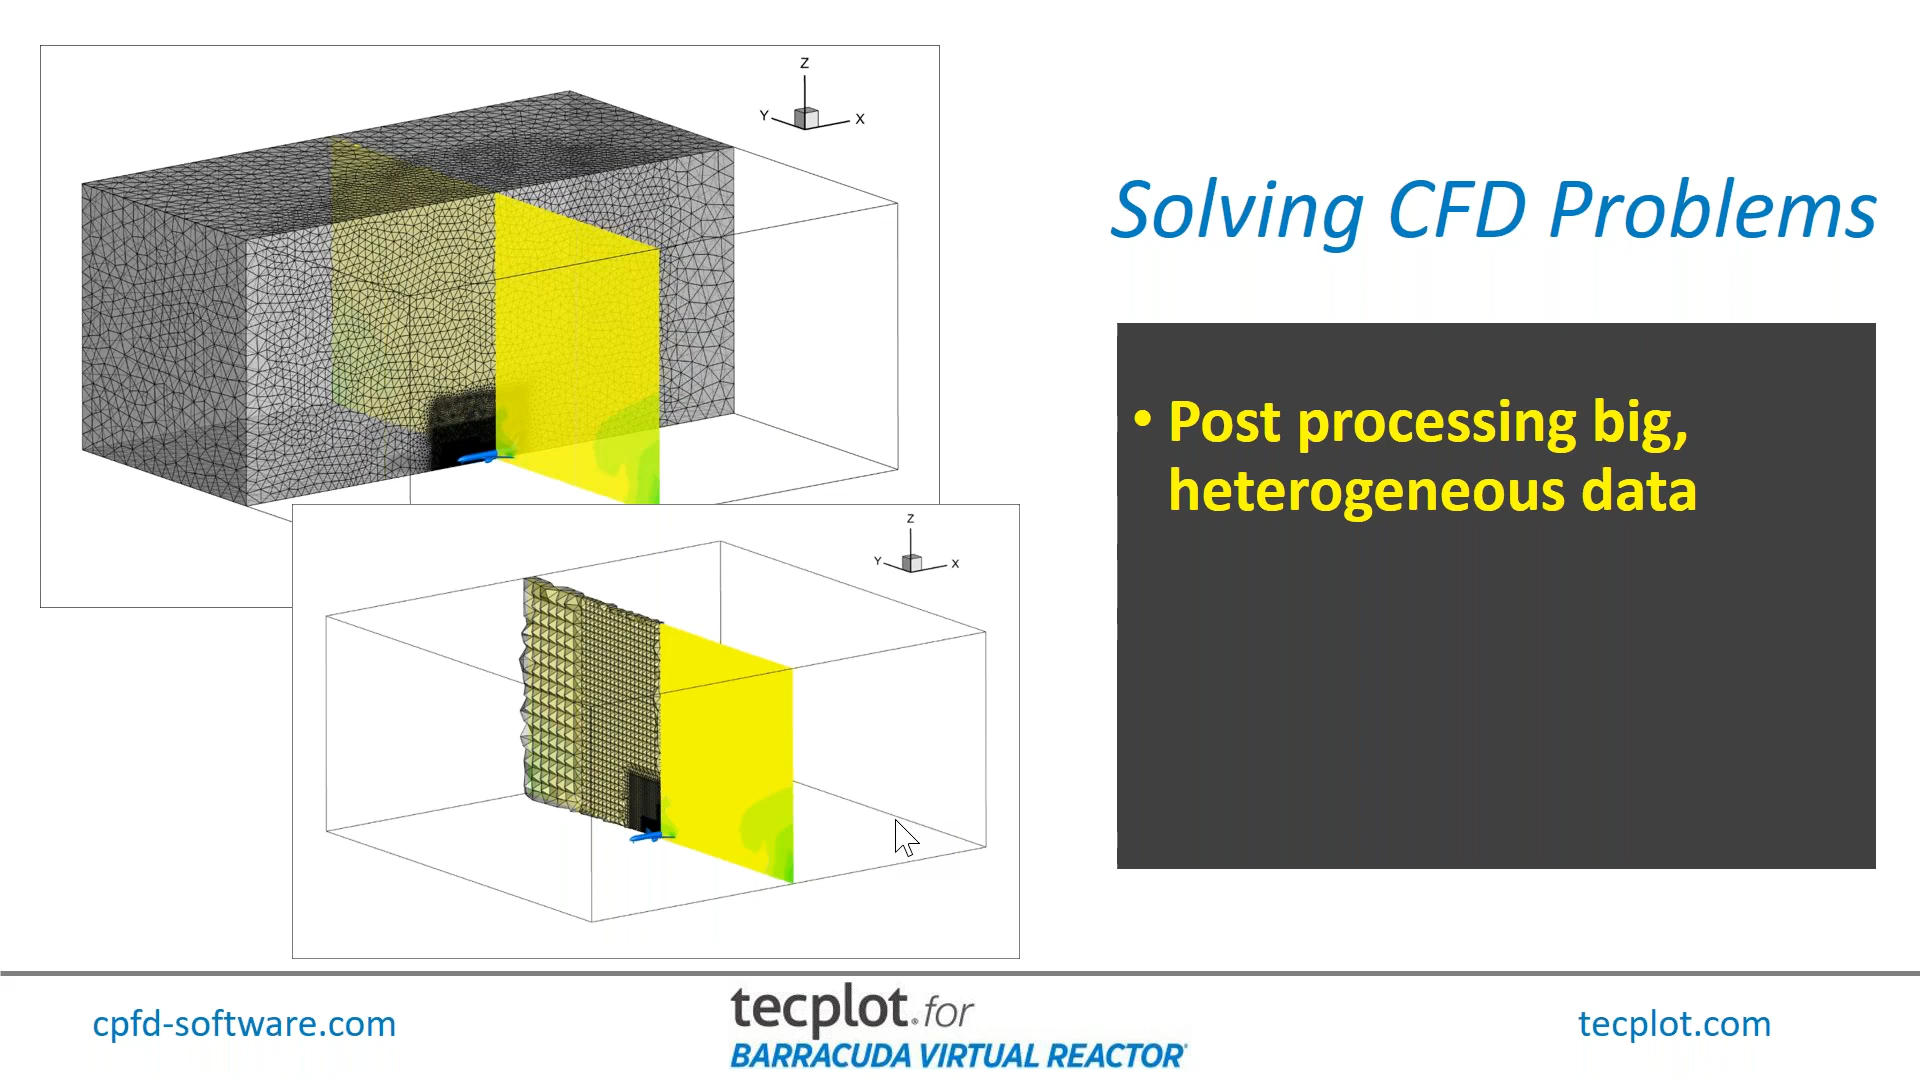 Z
Y
X
Solving CFD Problems
• Post processing big,
heterogeneous data
Z
Y
X
cpfd-software.com
tecplot® for
BARRACUDA VIRTUAL REACTOR®
tecplot.com